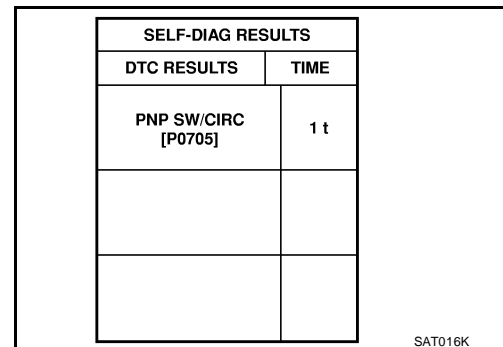 SELF-DIAG RESULTS
DTC RESULTS TIME
PNP SW/CIRC
[P0705] 1 t
SAT016K